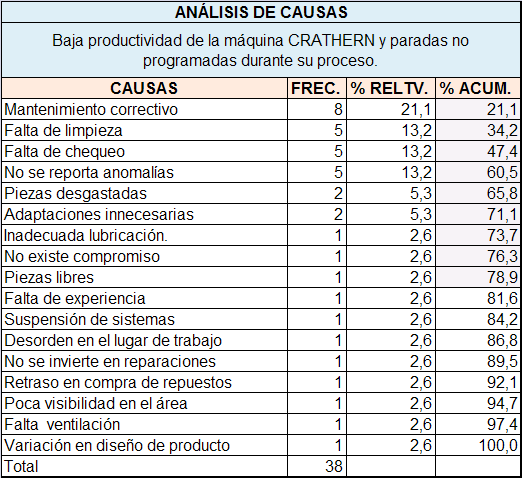 ANÁLISIS DE CAUSAS
Baja productividad de la máquina CRATHERN y paradas no
programadas durante su proceso.
CAUSAS FREC. % RELTV. % ACUM.
Mantenimiento correctivo 8 21,1 21,1
Falta de limpieza 5 13,2 34,2
Falta de chequeo 5 13,2 47,4
No se reporta anomalías 5 13,2 60,5
Piezas desgastadas 2 5,3 65,8
Adaptaciones innecesarias 2 5,3 71,1
Inadecuada lubricación. 1 2,6 73,7
No existe compromiso 1 2,6 76,3
Piezas libres 1 2,6 78,9
Falta de experiencia 1 2,6 81,6
Suspensión de sistemas 1 2,6 84,2
Desorden en el lugar de trabajo 1 2,6 86,8
No se invierte en reparaciones 1 2,6 89,5
Retraso en compra de repuestos 1 2,6 92,1
Poca visibilidad en el área 1 2,6 94,7
Falta ventilación 1 2,6 97,4
Variación en diseño de producto 1 2,6 100,0
Total 38